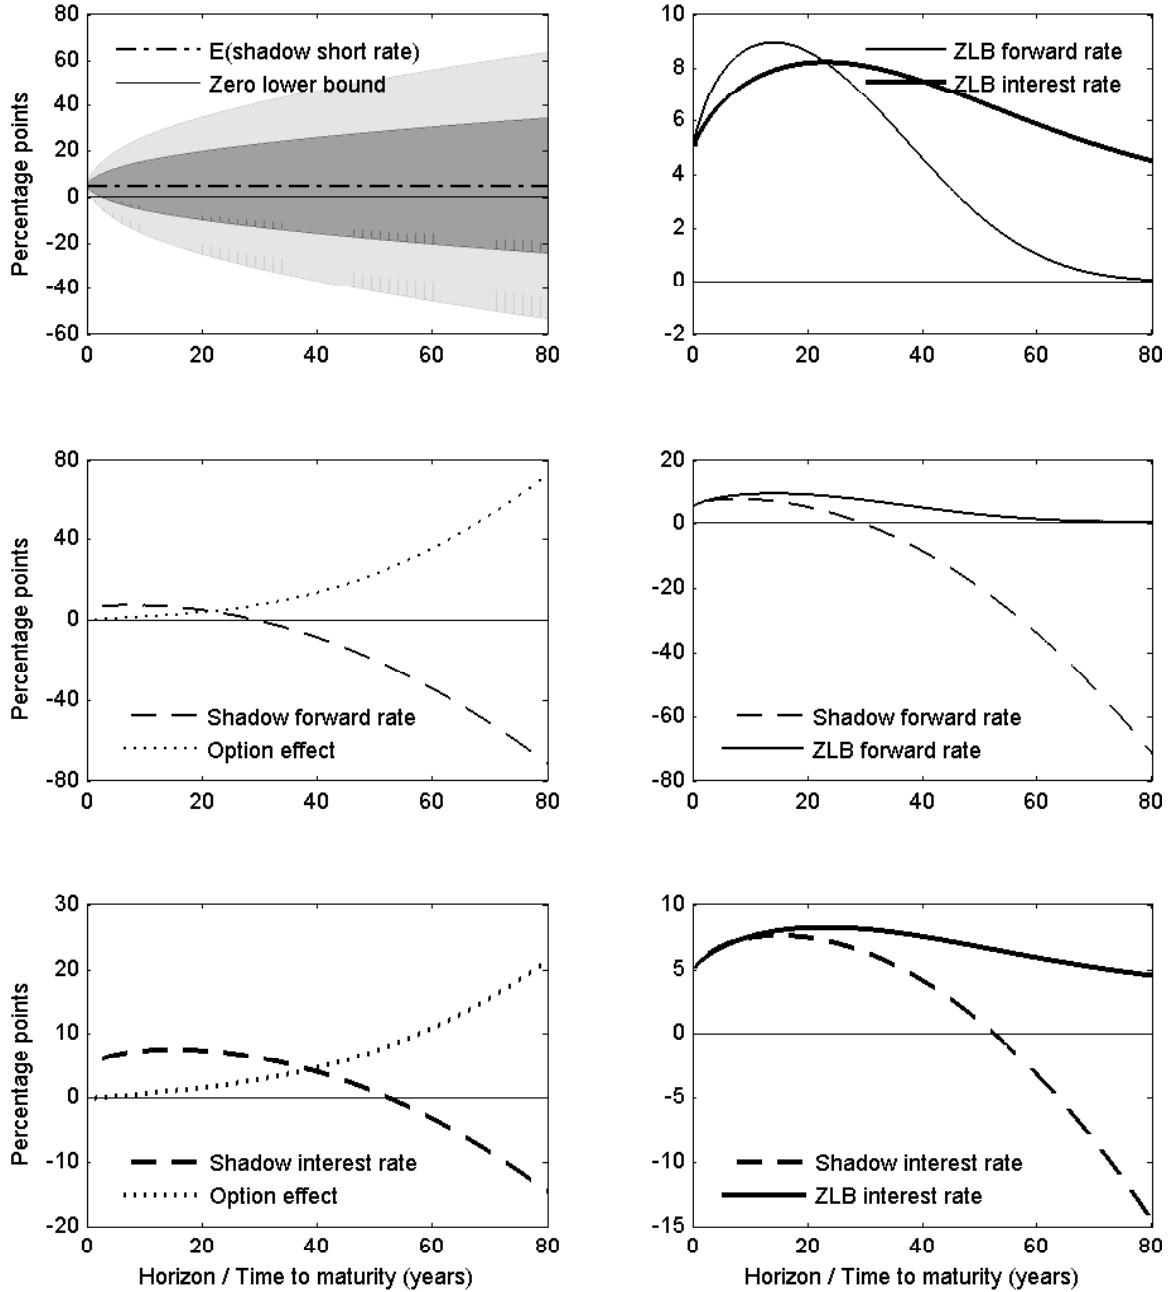 80
60
40
20
0
-20
-40
-60
Percentage points
E(shadow short rate)
Zero lower bound
0 20 40 60 80
10
8
6
4
2
0
-2
ZLB forward rate
ZLB interest rate
0 20 40 60 80
80
40
0
-40
-80
Percentage points
Shadow forward rate
Option effect
0 20 40 60 80
20
0
-20
-40
-60
-80
Shadow forward rate
ZLB forward rate
0 20 40 60 80
30
20
10
0
-10
-20
Percentage points
Shadow interest rate
Option effect
0 20 40 60 80
Horizon / Time to maturity (years)
10
5
0
-5
-10
-15
Shadow interest rate
ZLB interest rate
0 20 40 60 80
Horizon / Time to maturity (years)